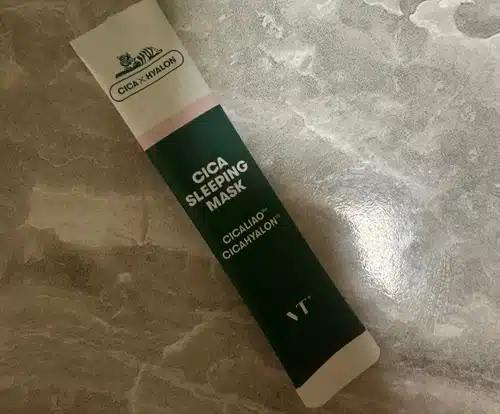 CICA×HYALON
CICA
SLEEPING
MASK
CICALIAO™
CICAHYALON™
VT